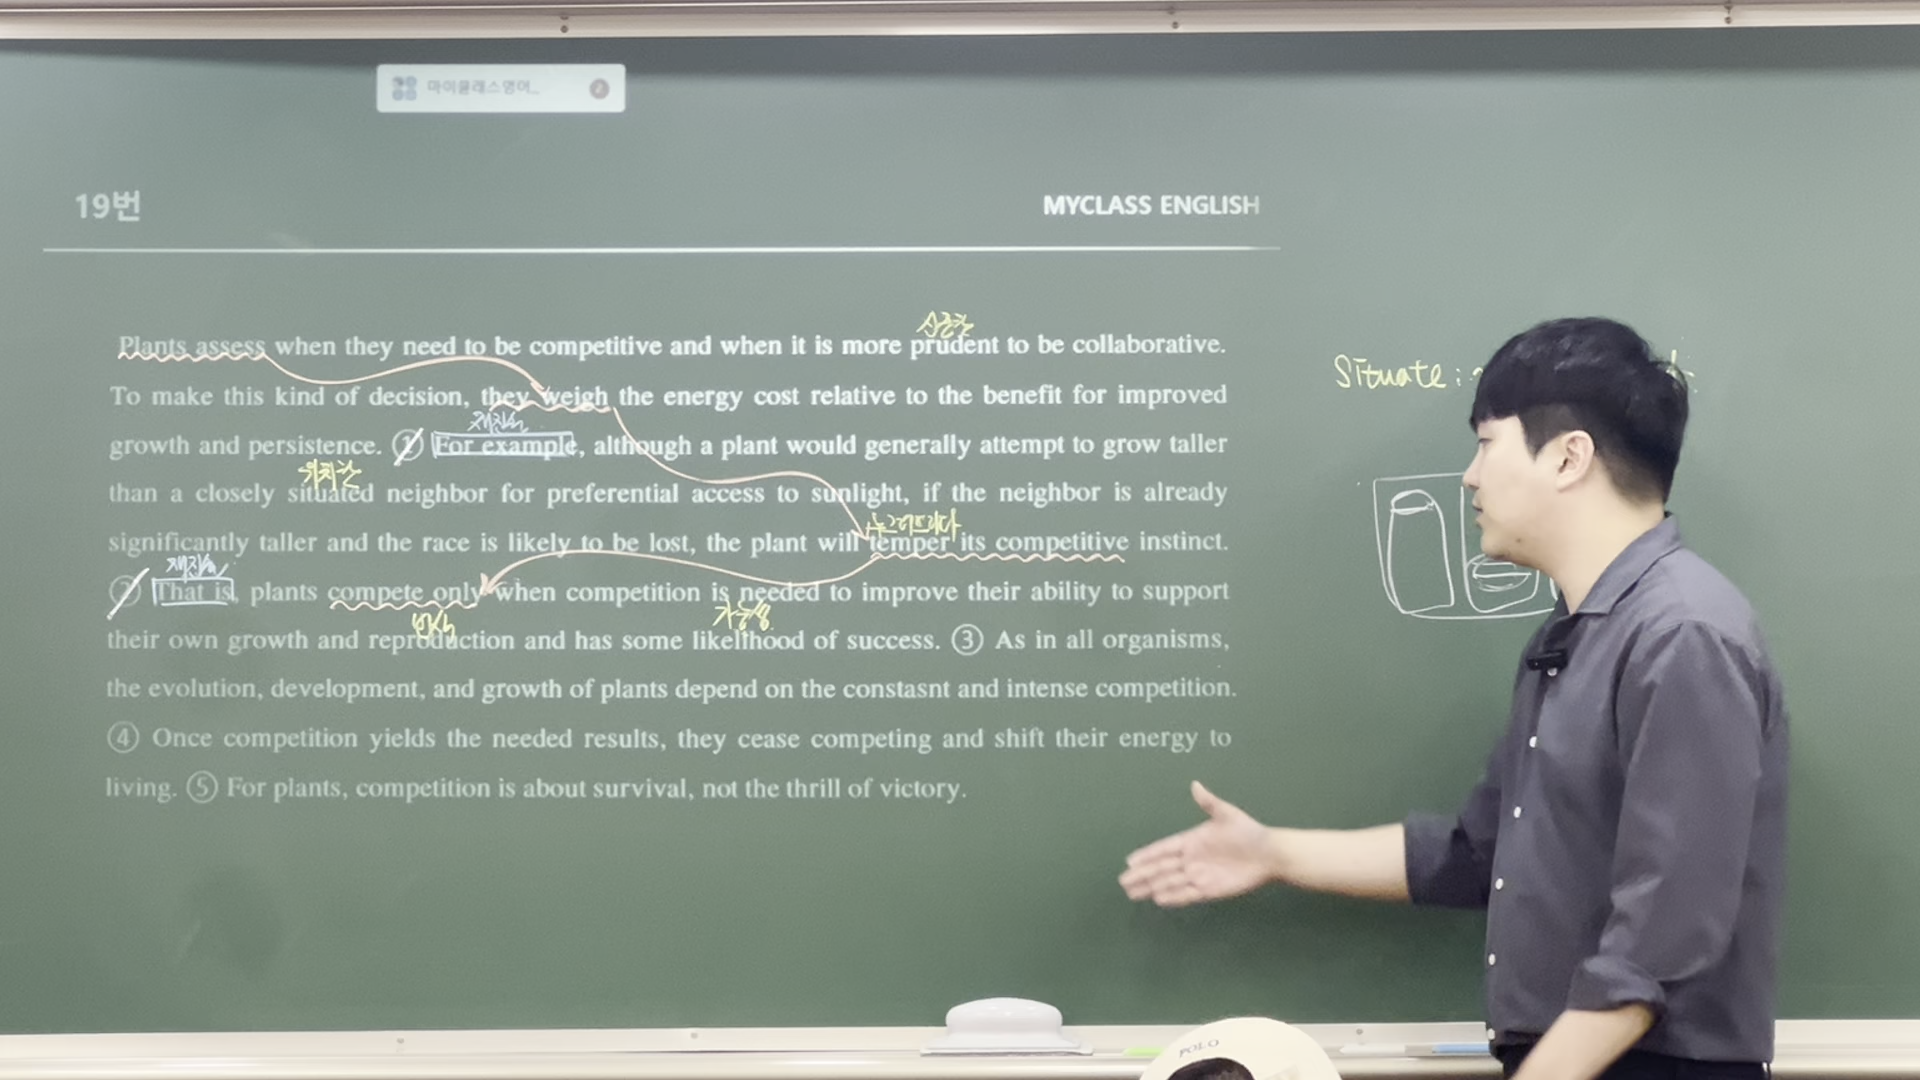 마이클래스영어_
19번
MYCLASS ENGLISH
신중한
Plants assess when they need to be competitive and when it is more prudent to be collaborative.
Situate :
To make this kind of decision, they weigh the energy cost relative to the benefit for improved
재진술
growth and persistence. ① For example, although a plant would generally attempt to grow taller
위치한
than a closely situated neighbor for preferential access to sunlight, if the neighbor is already
누그러뜨리다
significantly taller and the race is likely to be lost, the plant will temper its competitive instinct.
재진술
② That is, plants compete only when competition is needed to improve their ability to support
번식
가능성
their own growth and reproduction and has some likelihood of success. ③ As in all organisms,
the evolution, development, and growth of plants depend on the constasnt and intense competition.
④ Once competition yields the needed results, they cease competing and shift their energy to
living. ⑤ For plants, competition is about survival, not the thrill of victory.
POLO